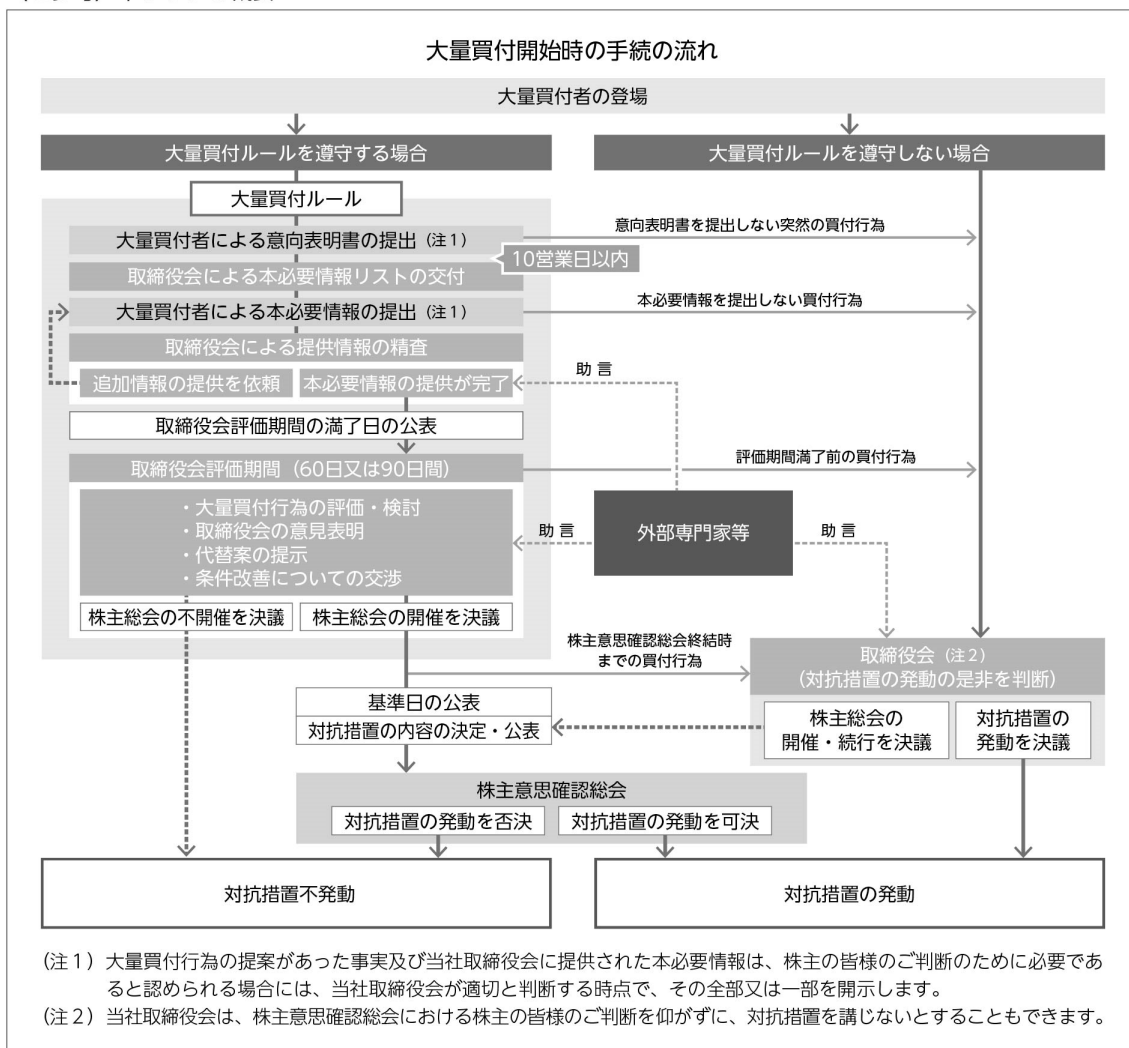 大量買付開始時の手続の流れ
大量買付者の登場
大量買付ルールを遵守する場合
大量買付ルールを遵守しない場合
大量買付ルール
大量買付者による意向表明書の提出（注１）
意向表明書を提出しない突然の買付行為
10営業日以内
取締役会による本必要情報リストの交付
大量買付者による本必要情報の提出（注１）
本必要情報を提出しない買付行為
取締役会による提供情報の精査
追加情報の提供を依頼
本必要情報の提供が完了
助言
取締役会評価期間の満了日の公表
取締役会評価期間（60日又は90日間）
評価期間満了前の買付行為
・大量買付行為の評価・検討
・取締役会の意見表明
・代替案の提示
・条件改善についての交渉
助言
外部専門家等
助言
株主総会の不開催を決議
株主総会の開催を決議
株主意思確認総会終結時
までの買付行為
取締役会（注２）
（対抗措置の発動の是非を判断）
基準日の公表
対抗措置の内容の決定・公表
株主総会の
開催・続行を決議
対抗措置の
発動を決議
株主意思確認総会
対抗措置の発動を否決
対抗措置の発動を可決
対抗措置不発動
対抗措置の発動
（注１）大量買付行為の提案があった事実及び当社取締役会に提供された本必要情報は、株主の皆様のご判断のために必要であ
ると認められる場合には、当社取締役会が適切と判断する時点で、その全部又は一部を開示します。
（注２）当社取締役会は、株主意思確認総会における株主の皆様のご判断を仰がずに、対抗措置を講じないとすることもできます。